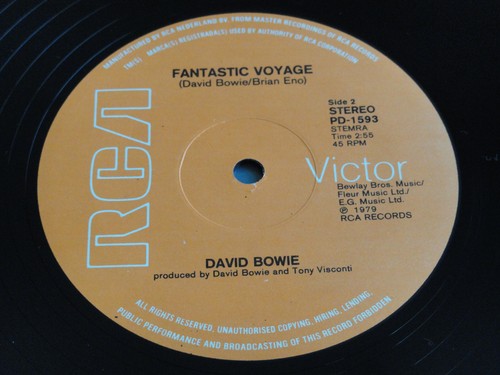 MANUFACTURED BY RCA NEDERLAND BV FROM MASTER RECORDINGS OF RCA RECORDS
TM(S) MARCA(S) REGISTRADA(S) USED BY AUTHORITY OF RCA CORPORATION
FANTASTIC VOYAGE
(David Bowie/Brian Eno)
Side 2
STEREO
PD-1593
STEMRA
Time 2:55
45 RPM
RCA
Victor
Bewlay Bros. Music/
Fleur Music Ltd./
E.G. Music Ltd.
℗ 1979
RCA RECORDS
DAVID BOWIE
produced by David Bowie and Tony Visconti
ALL RIGHTS RESERVED, UNAUTHORISED COPYING, HIRING, LENDING,
PUBLIC PERFORMANCE AND BROADCASTING OF THIS RECORD FORBIDDEN